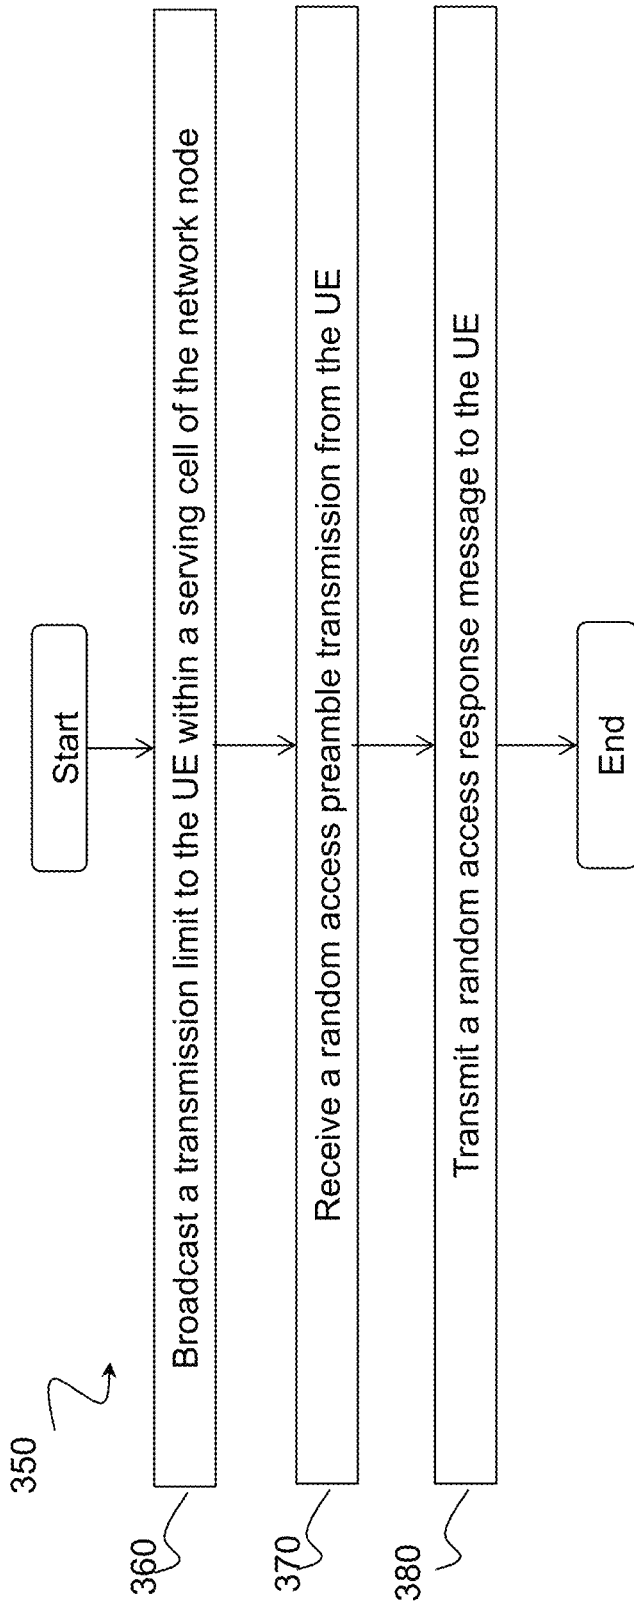 350
Start
360
Broadcast a transmission limit to the UE within a serving cell of the network node
370
Receive a random access preamble transmission from the UE
380
Transmit a random access response message to the UE
End